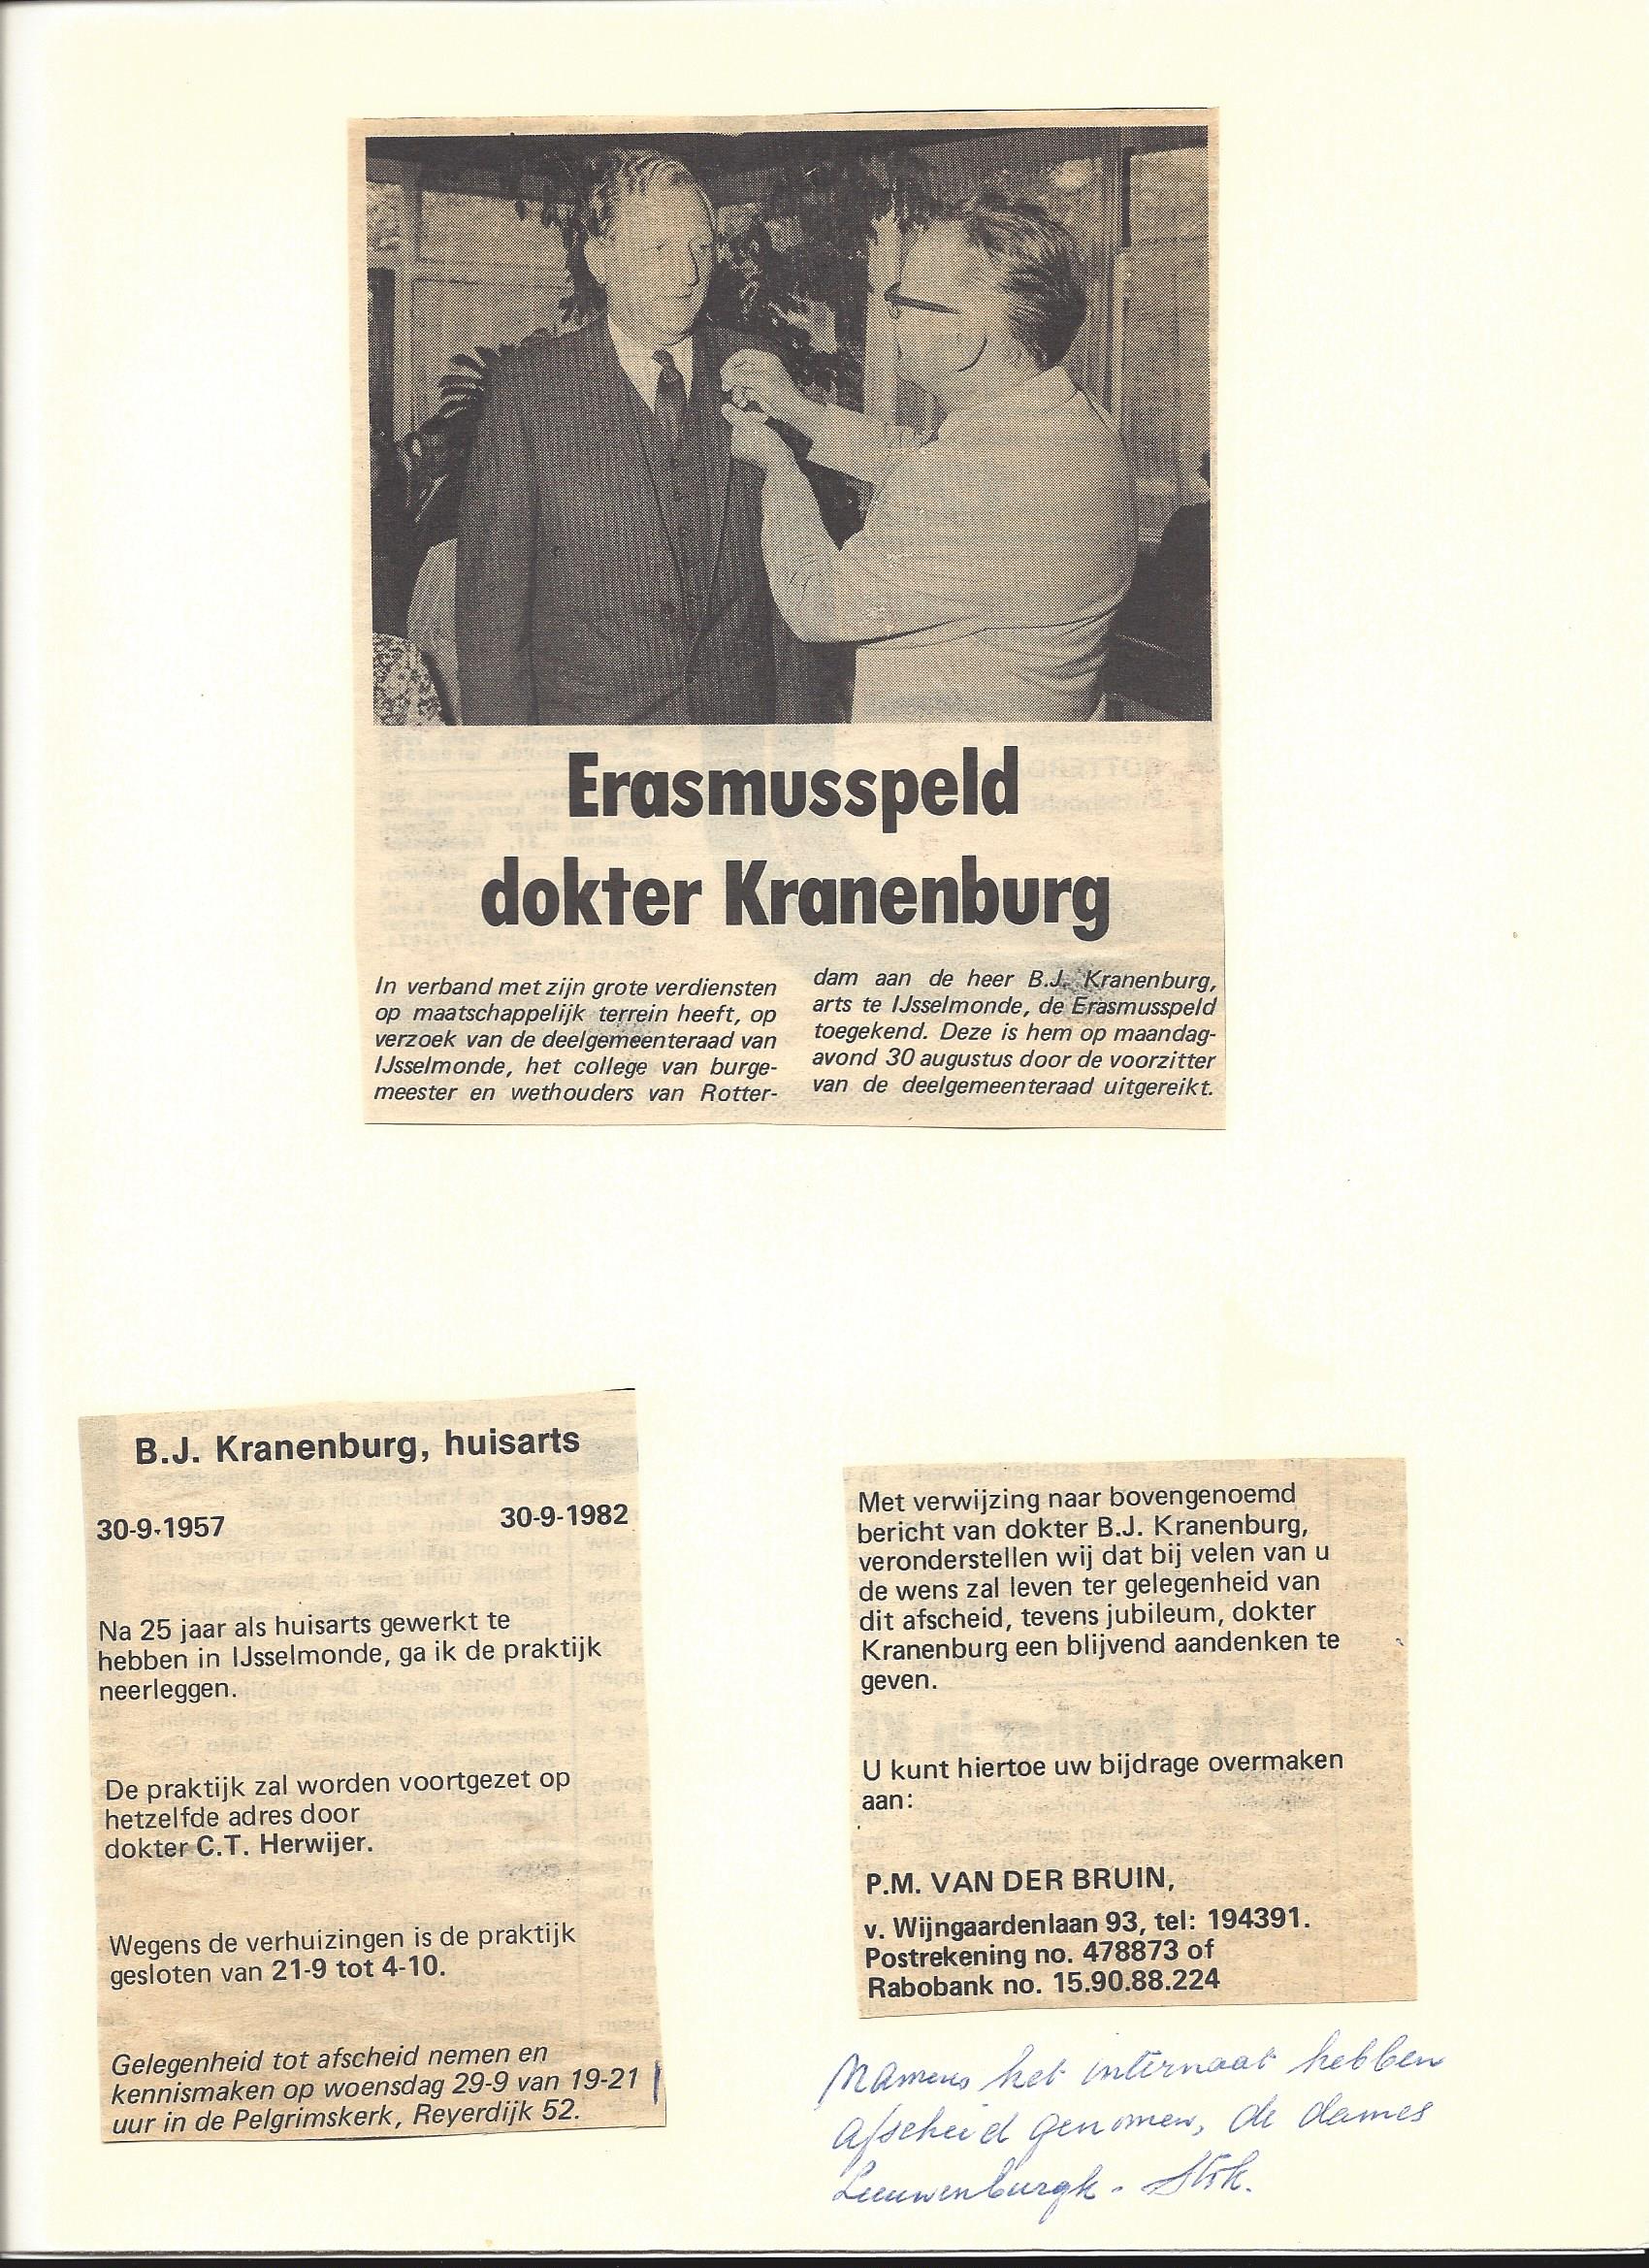 Erasmusspeld
dokter Kranenburg
In verband met zijn grote verdiensten
op maatschappelijk terrein heeft, op
verzoek van de deelgemeenteraad van
IJsselmonde, het college van burge-
meester en wethouders van Rotter-
dam aan de heer B.J. Kranenburg,
arts te IJsselmonde, de Erasmusspeld
toegekend. Deze is hem op maandag-
avond 30 augustus door de voorzitter
van de deelgemeenteraad uitgereikt.
B.J. Kranenburg, huisarts
30-9-1957 30-9-1982
Na 25 jaar als huisarts gewerkt te
hebben in IJsselmonde, ga ik de praktijk
neerleggen.
De praktijk zal worden voortgezet op
hetzelfde adres door
dokter C.T. Herwijer.
Wegens de verhuizingen is de praktijk
gesloten van 21-9 tot 4-10.
Gelegenheid tot afscheid nemen en
kennismaken op woensdag 29-9 van 19-21
uur in de Pelgrimskerk, Reyerdijk 52.
Met verwijzing naar bovengenoemd
bericht van dokter B.J. Kranenburg,
veronderstellen wij dat bij velen van u
de wens zal leven ter gelegenheid van
dit afscheid, tevens jubileum, dokter
Kranenburg een blijvend aandenken te
geven.
U kunt hiertoe uw bijdrage overmaken
aan:
P.M. VAN DER BRUIN,
v. Wijngaardenlaan 93, tel: 194391.
Postrekening no. 478873 of
Rabobank no. 15.90.88.224
Namens het internaat hebben
afscheid genomen, de dames